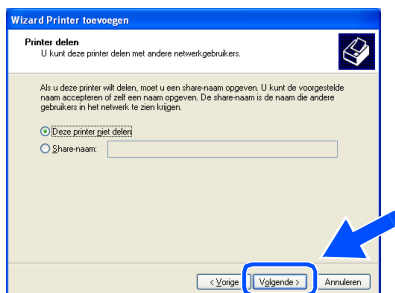 Wizard Printer toevoegen
Printer delen
U kunt deze printer delen met andere netwerkgebruikers.
Als u deze printer wilt delen, moet u een share-naam opgeven. U kunt de voorgestelde
naam accepteren of zelf een naam opgeven. De share-naam is de naam die andere
gebruikers in het netwerk te zien krijgen.
Deze printer niet delen
Share-naam:
< Vorige
Volgende >
Annuleren